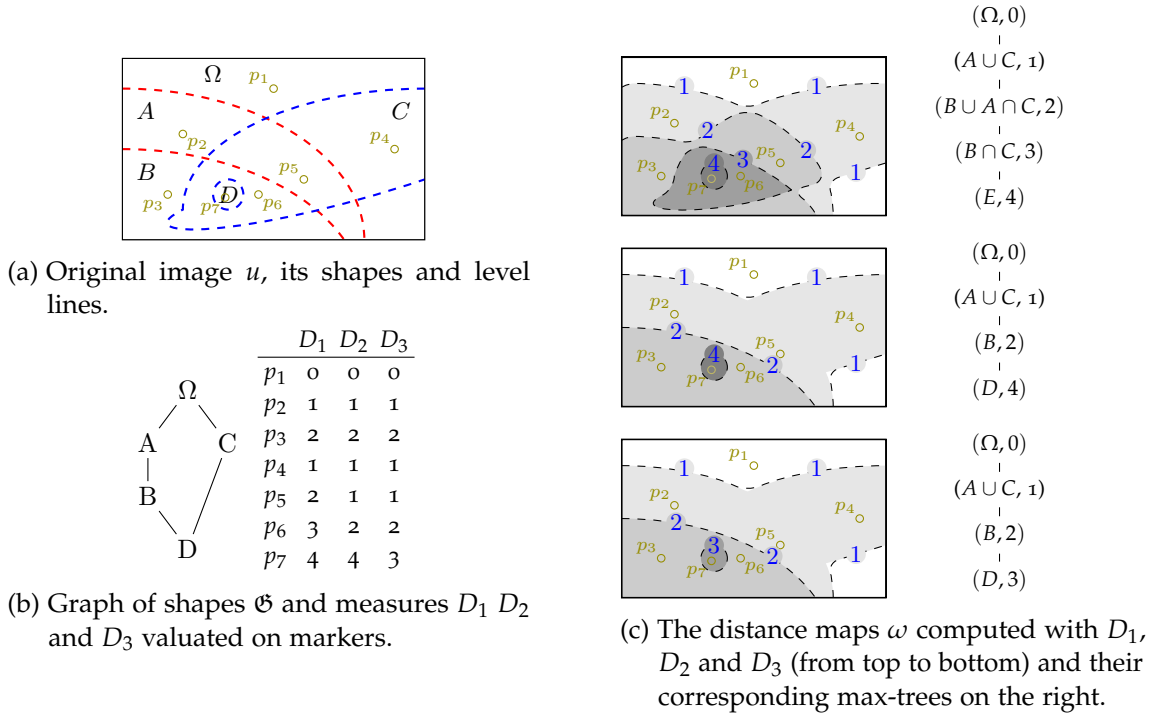 Ω
p1
A
C
p2
p4
B
p5
D
p3
p7
p6
(a) Original image u, its shapes and level
lines.
Ω
A
C
B
D
D1 D2 D3
p1 0 0 0
p2 1 1 1
p3 2 2 2
p4 1 1 1
p5 2 1 1
p6 3 2 2
p7 4 4 3
(b) Graph of shapes 𝔊 and measures D1 D2
and D3 valuated on markers.
p1
1
1
p2
2
p4
2
p3
4
3
p5
1
p7
p6
(Ω, 0)
(A ∪ C, 1)
(B ∪ A ∩ C, 2)
(B ∩ C, 3)
(E, 4)
p1
1
1
p2
p4
2
p5
p3
4
2
1
p7
p6
(Ω, 0)
(A ∪ C, 1)
(B, 2)
(D, 4)
p1
1
1
p2
p4
2
p5
p3
3
2
1
p7
p6
(Ω, 0)
(A ∪ C, 1)
(B, 2)
(D, 3)
(c) The distance maps ω computed with D1,
D2 and D3 (from top to bottom) and their
corresponding max-trees on the right.